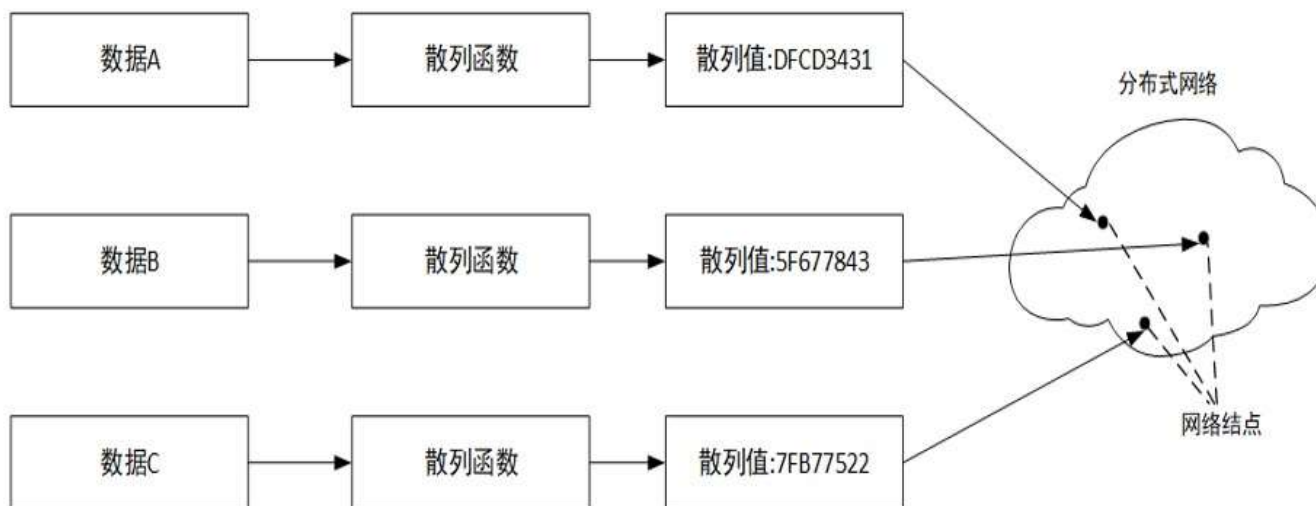 数据A
散列函数
散列值:DFCD3431
分布式网络
数据B
散列函数
散列值:5F677843
数据C
散列函数
散列值:7FB77522
网络结点